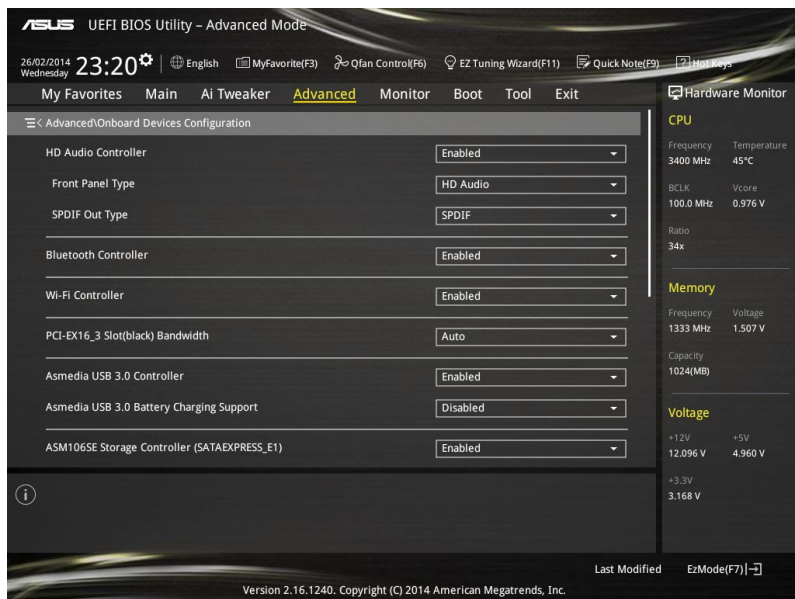 ASUS UEFI BIOS Utility – Advanced Mode
26/02/2014
Wednesday
23:20
English
MyFavorite(F3)
Qfan Control(F6)
EZ Tuning Wizard(F11)
Quick Note(F9)
Hot Keys
My Favorites Main Ai Tweaker Advanced Monitor Boot Tool Exit
Advanced\Onboard Devices Configuration
HD Audio Controller Enabled
Front Panel Type HD Audio
SPDIF Out Type SPDIF
Bluetooth Controller Enabled
Wi-Fi Controller Enabled
PCI-EX16_3 Slot(black) Bandwidth Auto
Asmedia USB 3.0 Controller Enabled
Asmedia USB 3.0 Battery Charging Support Disabled
ASM106SE Storage Controller (SATAEXPRESS_E1) Enabled
Hardware Monitor
CPU
Frequency Temperature
3400 MHz 45°C
BCLK Vcore
100.0 MHz 0.976 V
Ratio
34x
Memory
Frequency Voltage
1333 MHz 1.507 V
Capacity
1024(MB)
Voltage
+12V +5V
12.096 V 4.960 V
+3.3V
3.168 V
Last Modified EzMode(F7)
Version 2.16.1240. Copyright (C) 2014 American Megatrends, Inc.